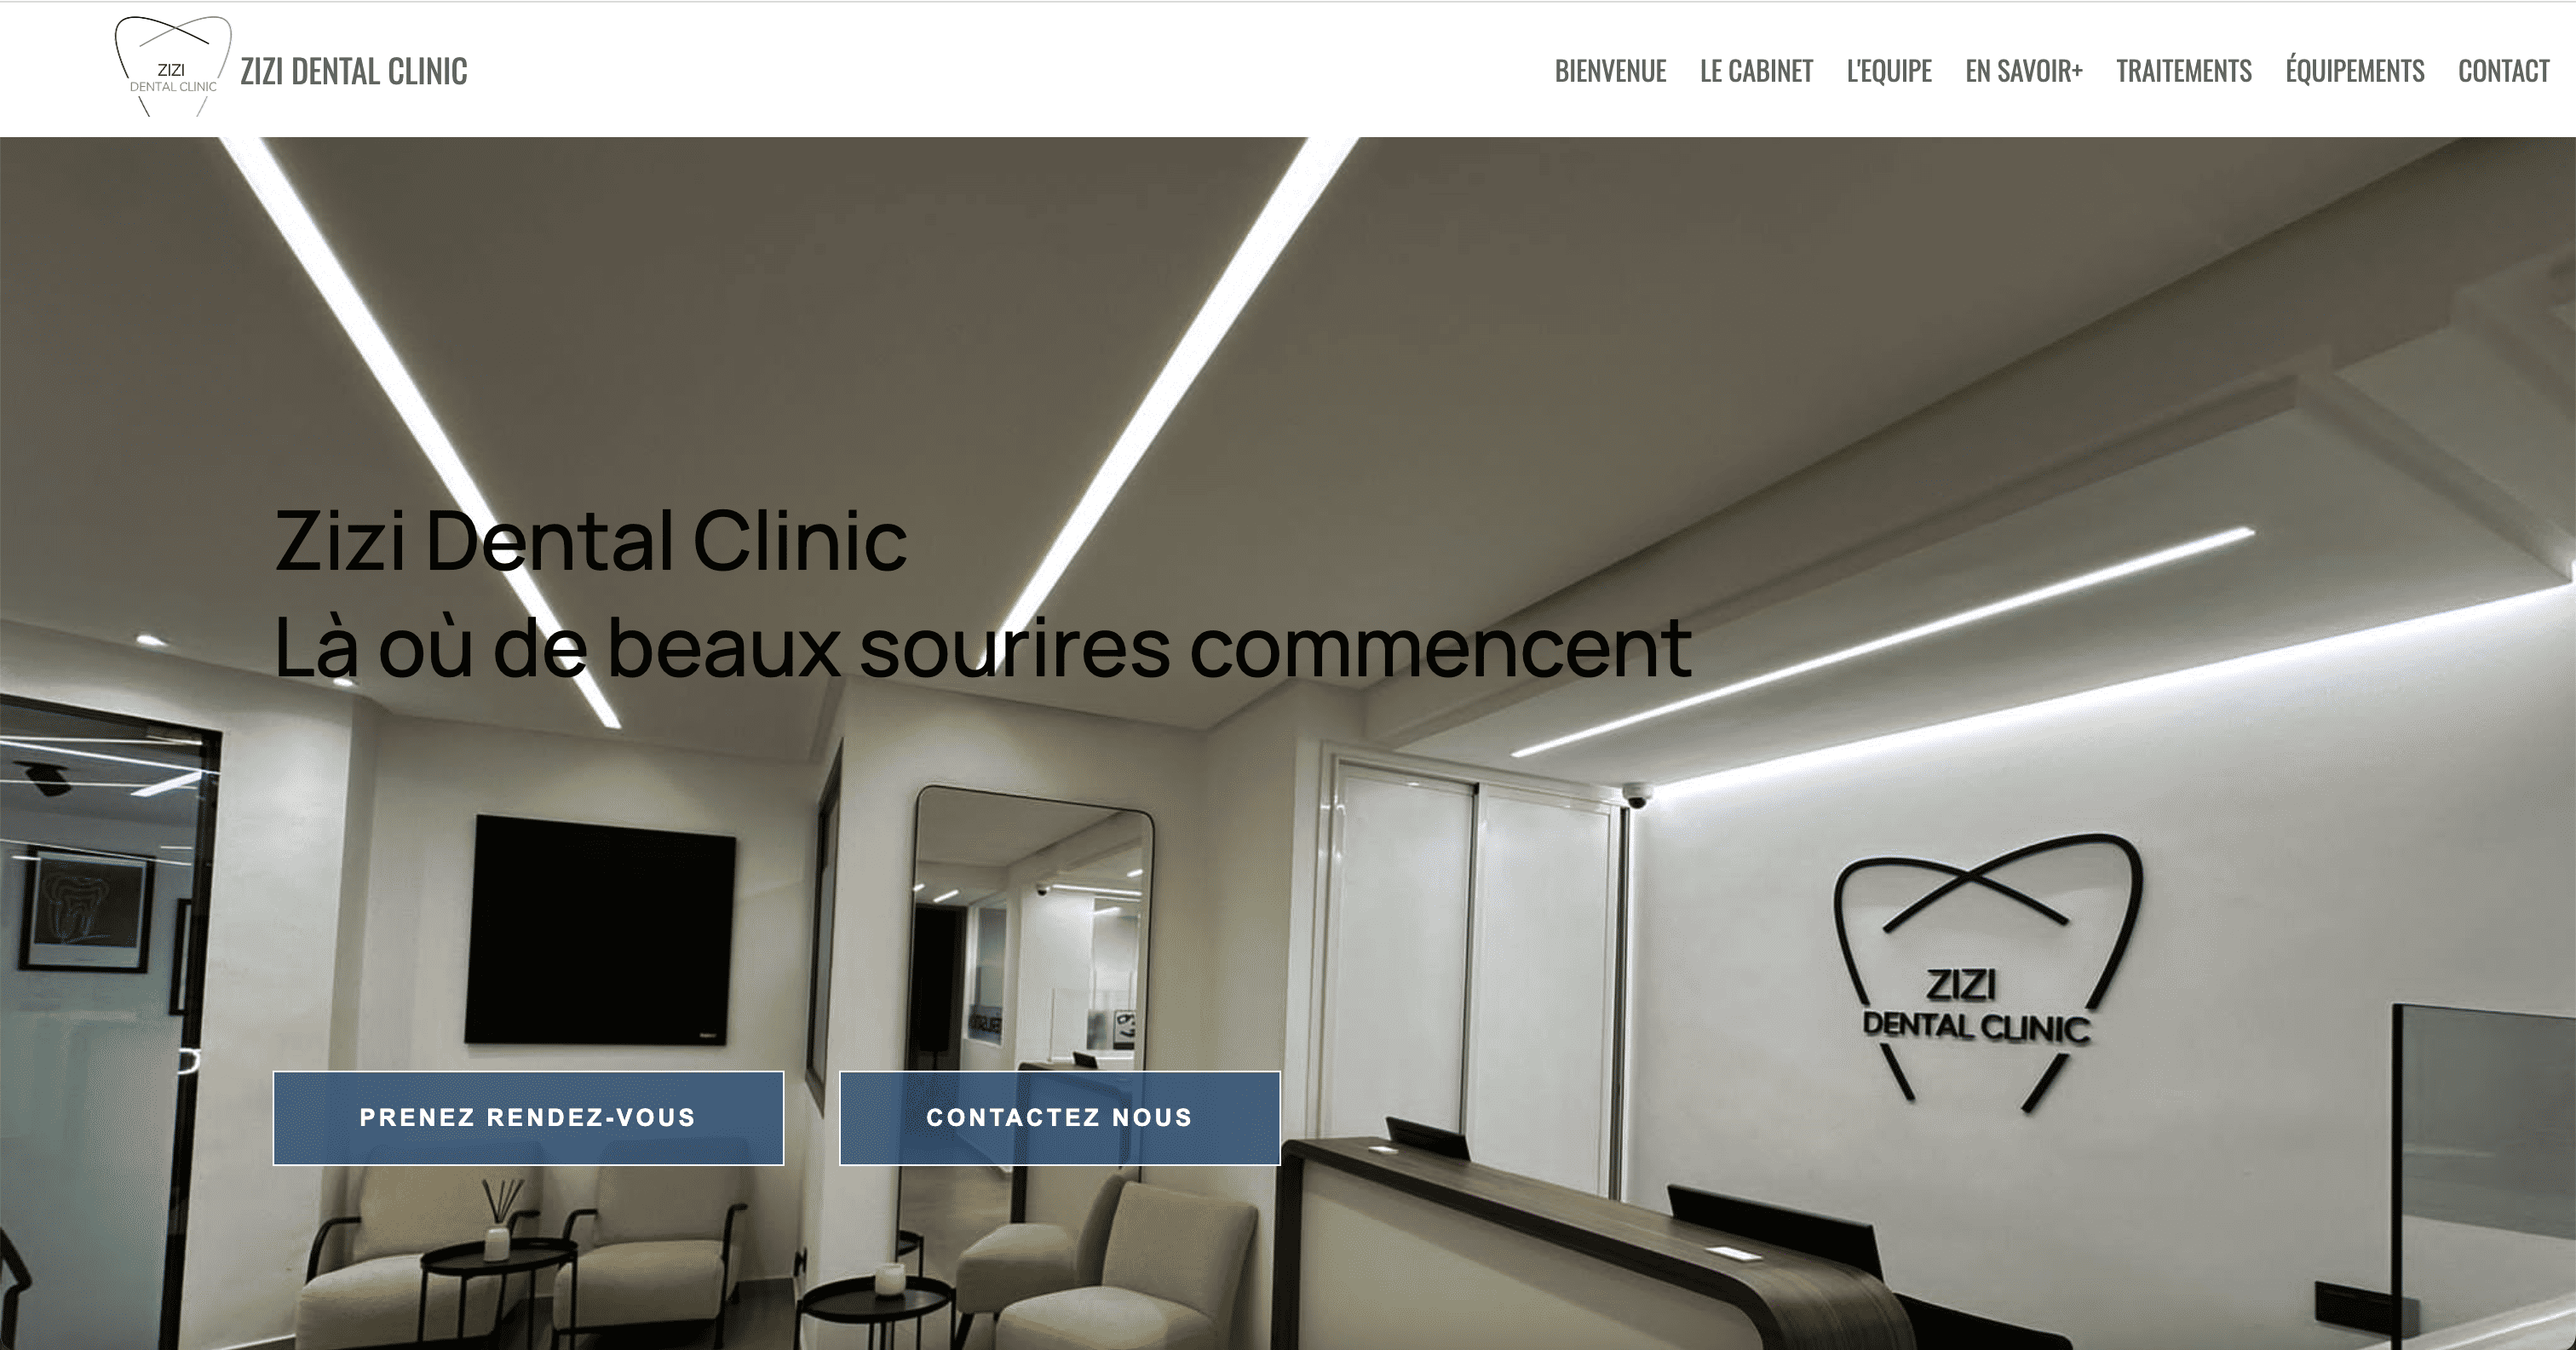 ZIZI
DENTAL CLINIC
ZIZI DENTAL CLINIC
BIENVENUE LE CABINET L'EQUIPE EN SAVOIR+ TRAITEMENTS ÉQUIPEMENTS CONTACT
Zizi Dental Clinic
Là où de beaux sourires commencent
ZIZI
DENTAL CLINIC
PRENEZ RENDEZ-VOUS
CONTACTEZ NOUS